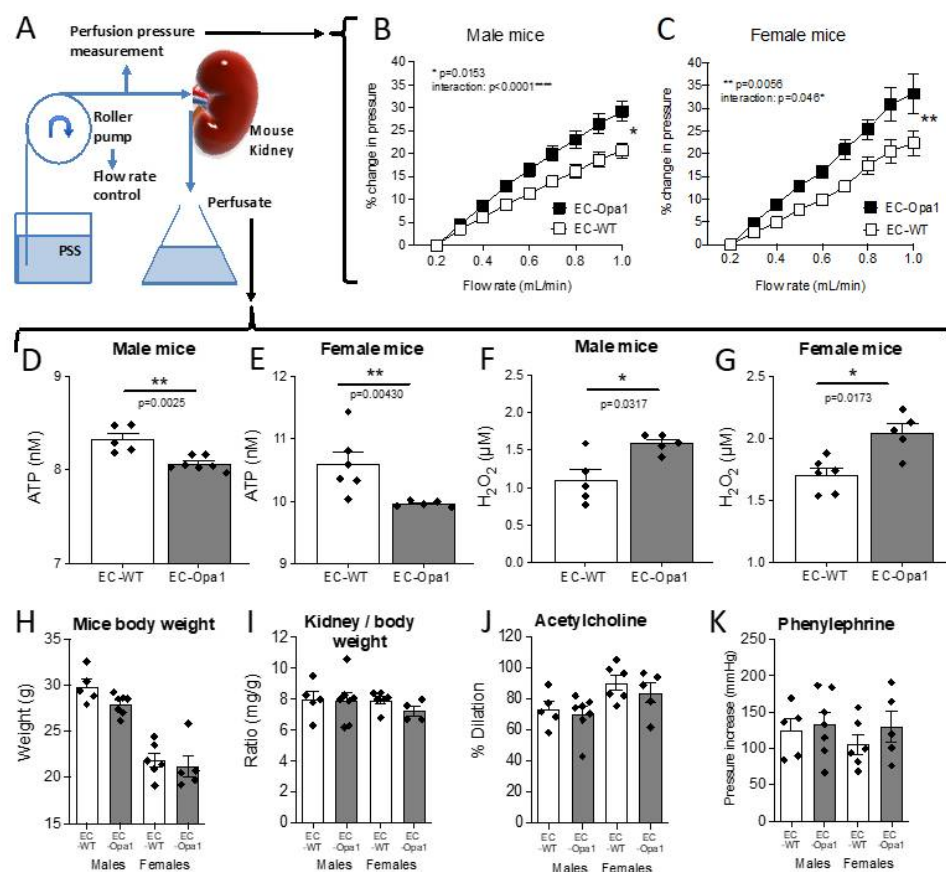 A
Perfusion pressure
measurement
Roller
pump
Flow rate
control
Mouse
Kidney
PSS
Perfusate
B
Male mice
* p=0.0153
interaction: p<0.0001****
% change in pressure
40
35
30
25
20
15
10
5
0
*
EC-Opa1
EC-WT
0.2 0.4 0.6 0.8 1.0
Flow rate (mL/min)
C
Female mice
** p=0.0056
interaction: p=0.046*
% change in pressure
40
35
30
25
20
15
10
5
0
**
EC-Opa1
EC-WT
0.2 0.4 0.6 0.8 1.0
Flow rate (mL/min)
D
Male mice
**
p=0.0025
ATP (nM)
9
8
7
EC-WT EC-Opa1
E
Female mice
**
p=0.00430
ATP (nM)
12
11
10
9
EC-WT EC-Opa1
F
Male mice
*
p=0.0317
H2O2 (µM)
2.5
2.0
1.5
1.0
0.5
0.0
EC-WT EC-Opa1
G
Female mice
*
p=0.0173
H2O2 (µM)
2.5
2.0
1.5
1.0
EC-WT EC-Opa1
H
Mice body weight
Weight (g)
35
30
25
20
15
EC
-WT
EC
-Opa1
EC
-WT
EC
-Opa1
Males Females
I
Kidney / body
weight
Ratio (mg/g)
12
10
8
6
4
2
0
EC
-WT
EC
-Opa1
EC
-WT
EC
-Opa1
Males Females
J
Acetylcholine
% Dilation
120
100
80
60
40
20
0
EC
-WT
EC
-Opa1
EC
-WT
EC
-Opa1
Males Females
K
Phenylephrine
Pressure increase (mmHg)
250
200
150
100
50
0
EC
-WT
EC
-Opa1
EC
-WT
EC
-Opa1
Males Females